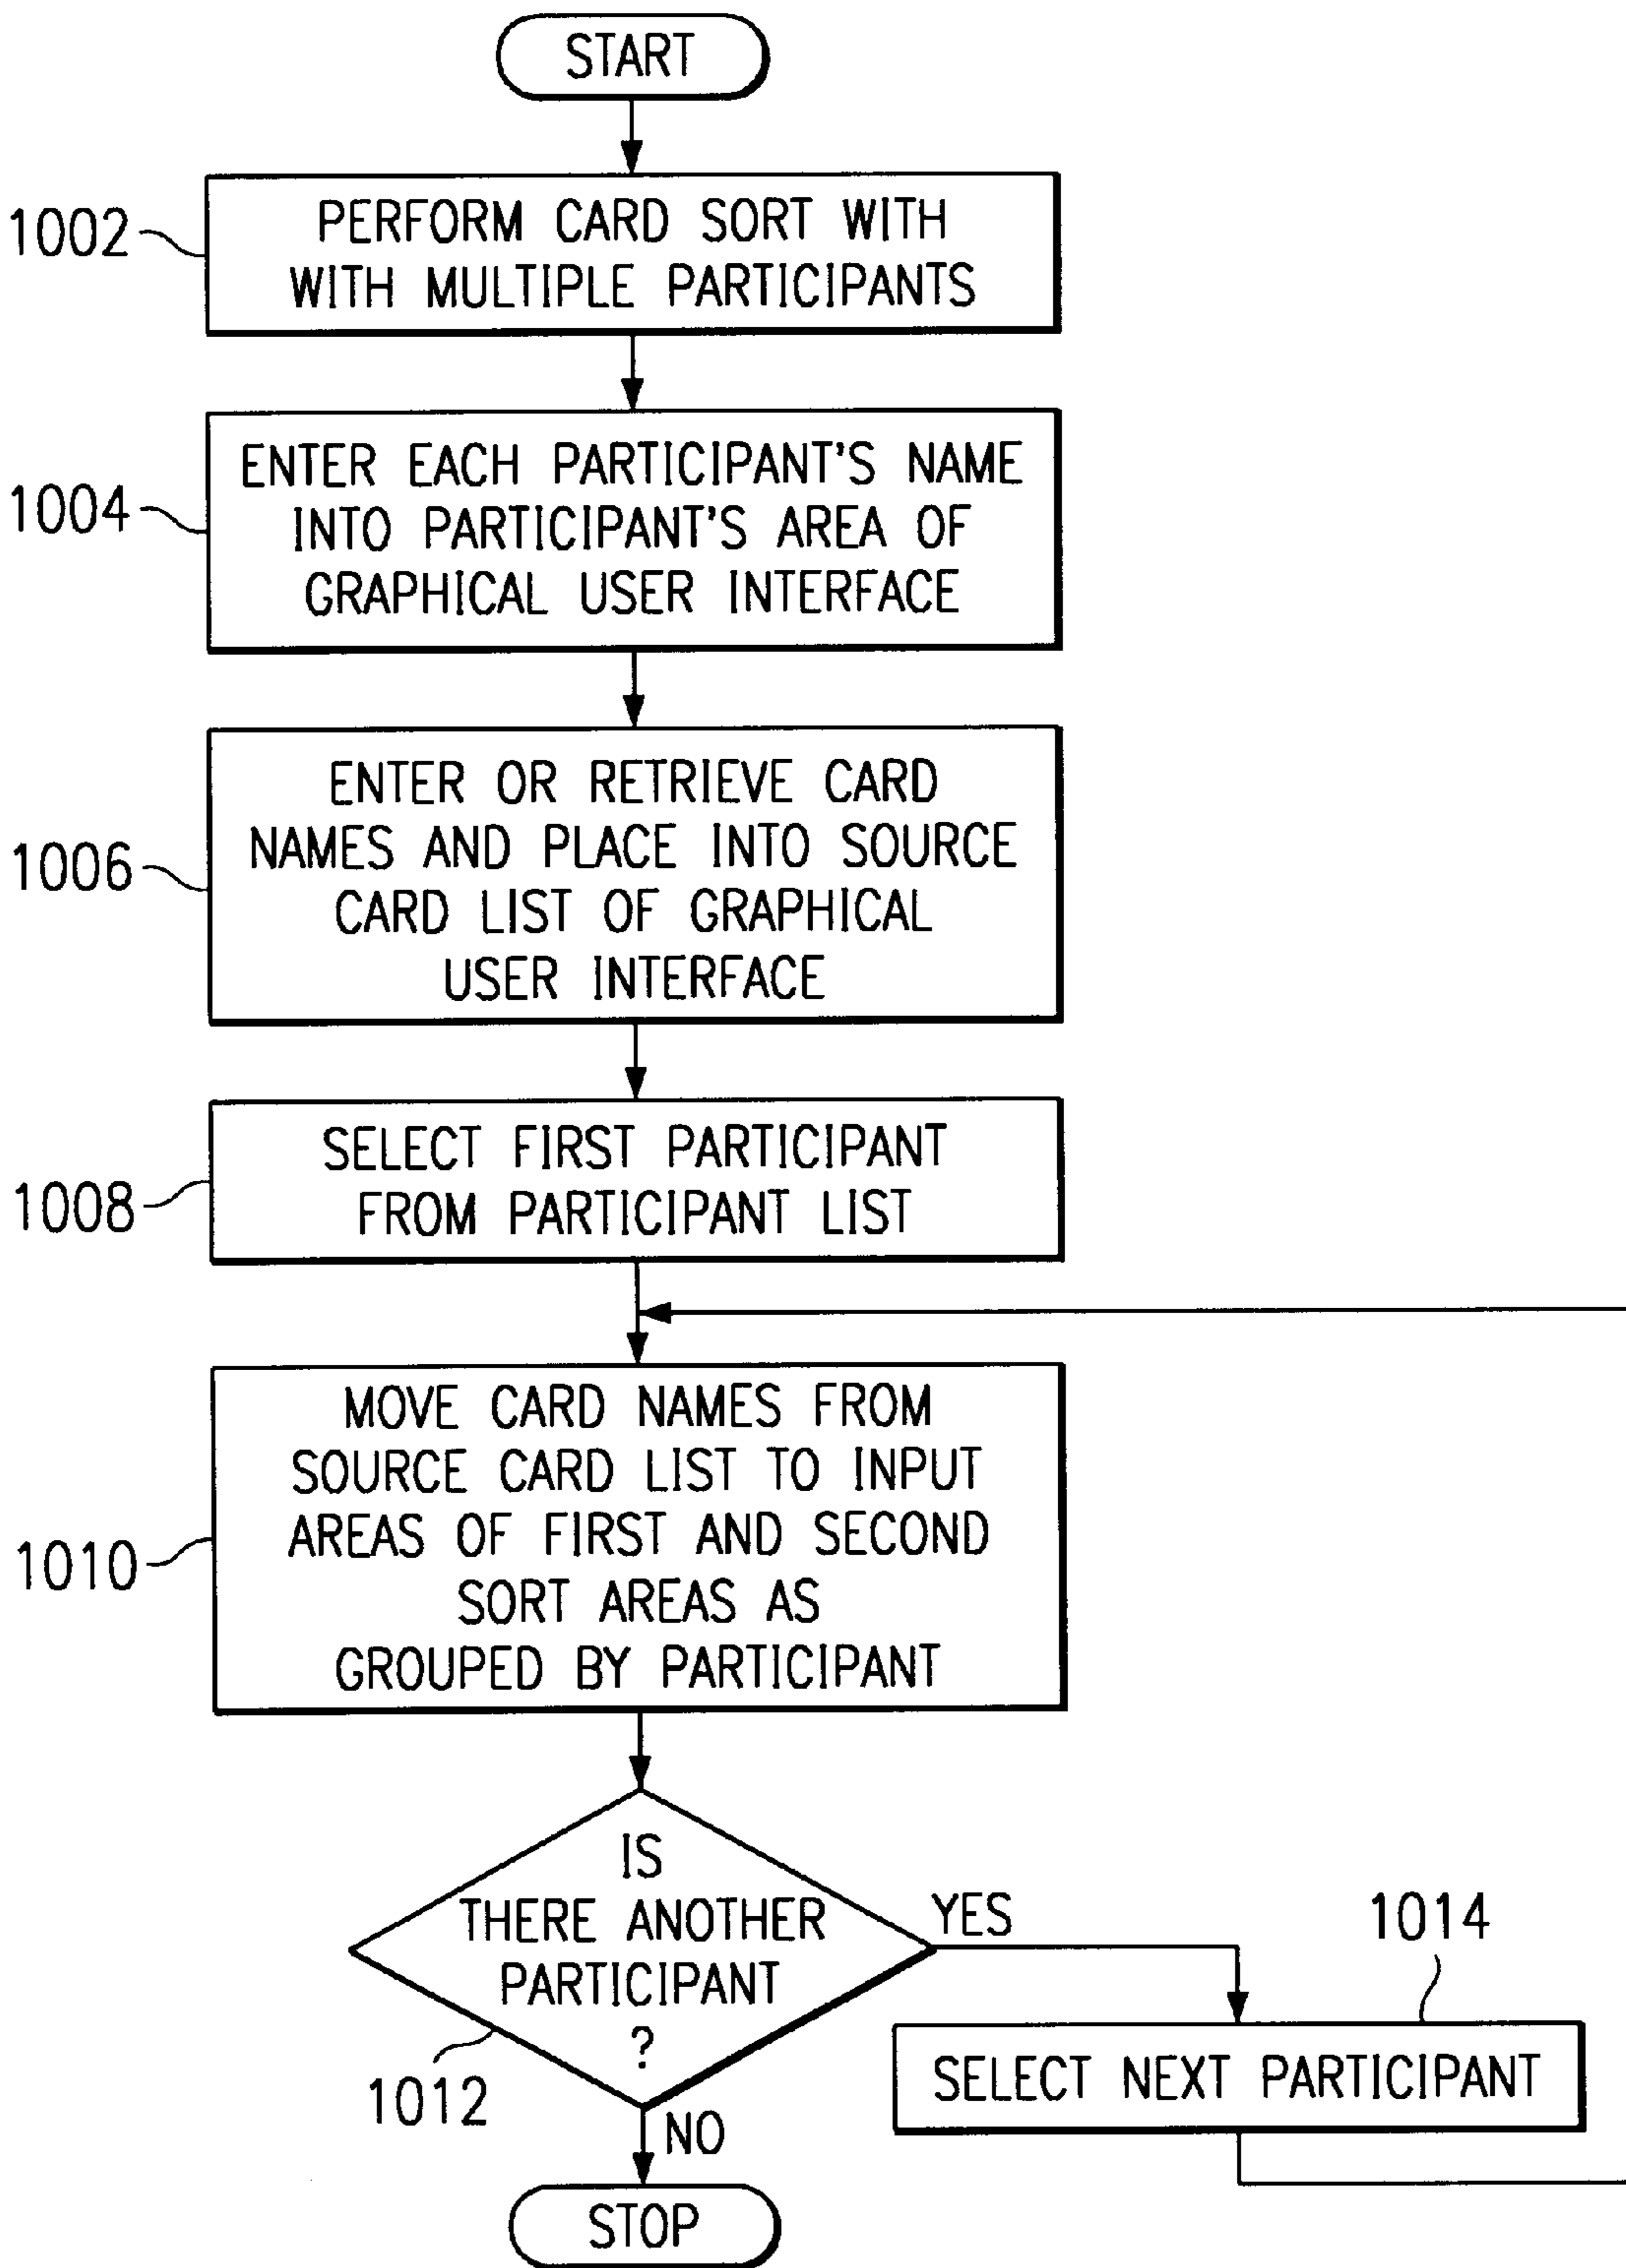 START
1002
PERFORM CARD SORT WITH
WITH MULTIPLE PARTICIPANTS
1004
ENTER EACH PARTICIPANT'S NAME
INTO PARTICIPANT'S AREA OF
GRAPHICAL USER INTERFACE
1006
ENTER OR RETRIEVE CARD
NAMES AND PLACE INTO SOURCE
CARD LIST OF GRAPHICAL
USER INTERFACE
1008
SELECT FIRST PARTICIPANT
FROM PARTICIPANT LIST
1010
MOVE CARD NAMES FROM
SOURCE CARD LIST TO INPUT
AREAS OF FIRST AND SECOND
SORT AREAS AS
GROUPED BY PARTICIPANT
IS
THERE ANOTHER
PARTICIPANT
?
1012
YES
1014
SELECT NEXT PARTICIPANT
NO
STOP